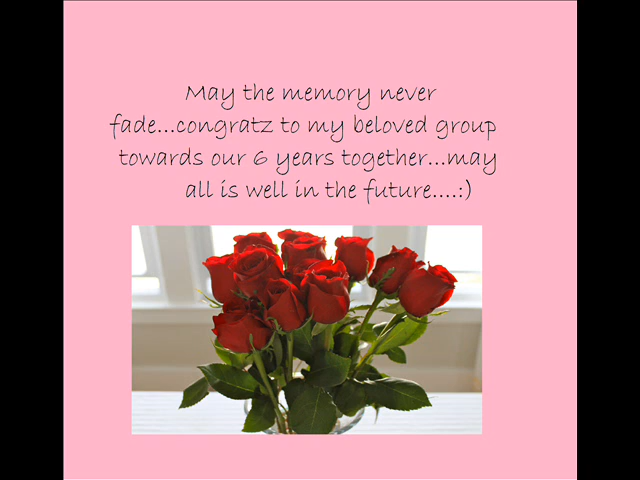 May the memory never
fade...congratz to my beloved group
towards our 6 years together...may
all is well in the future....:)